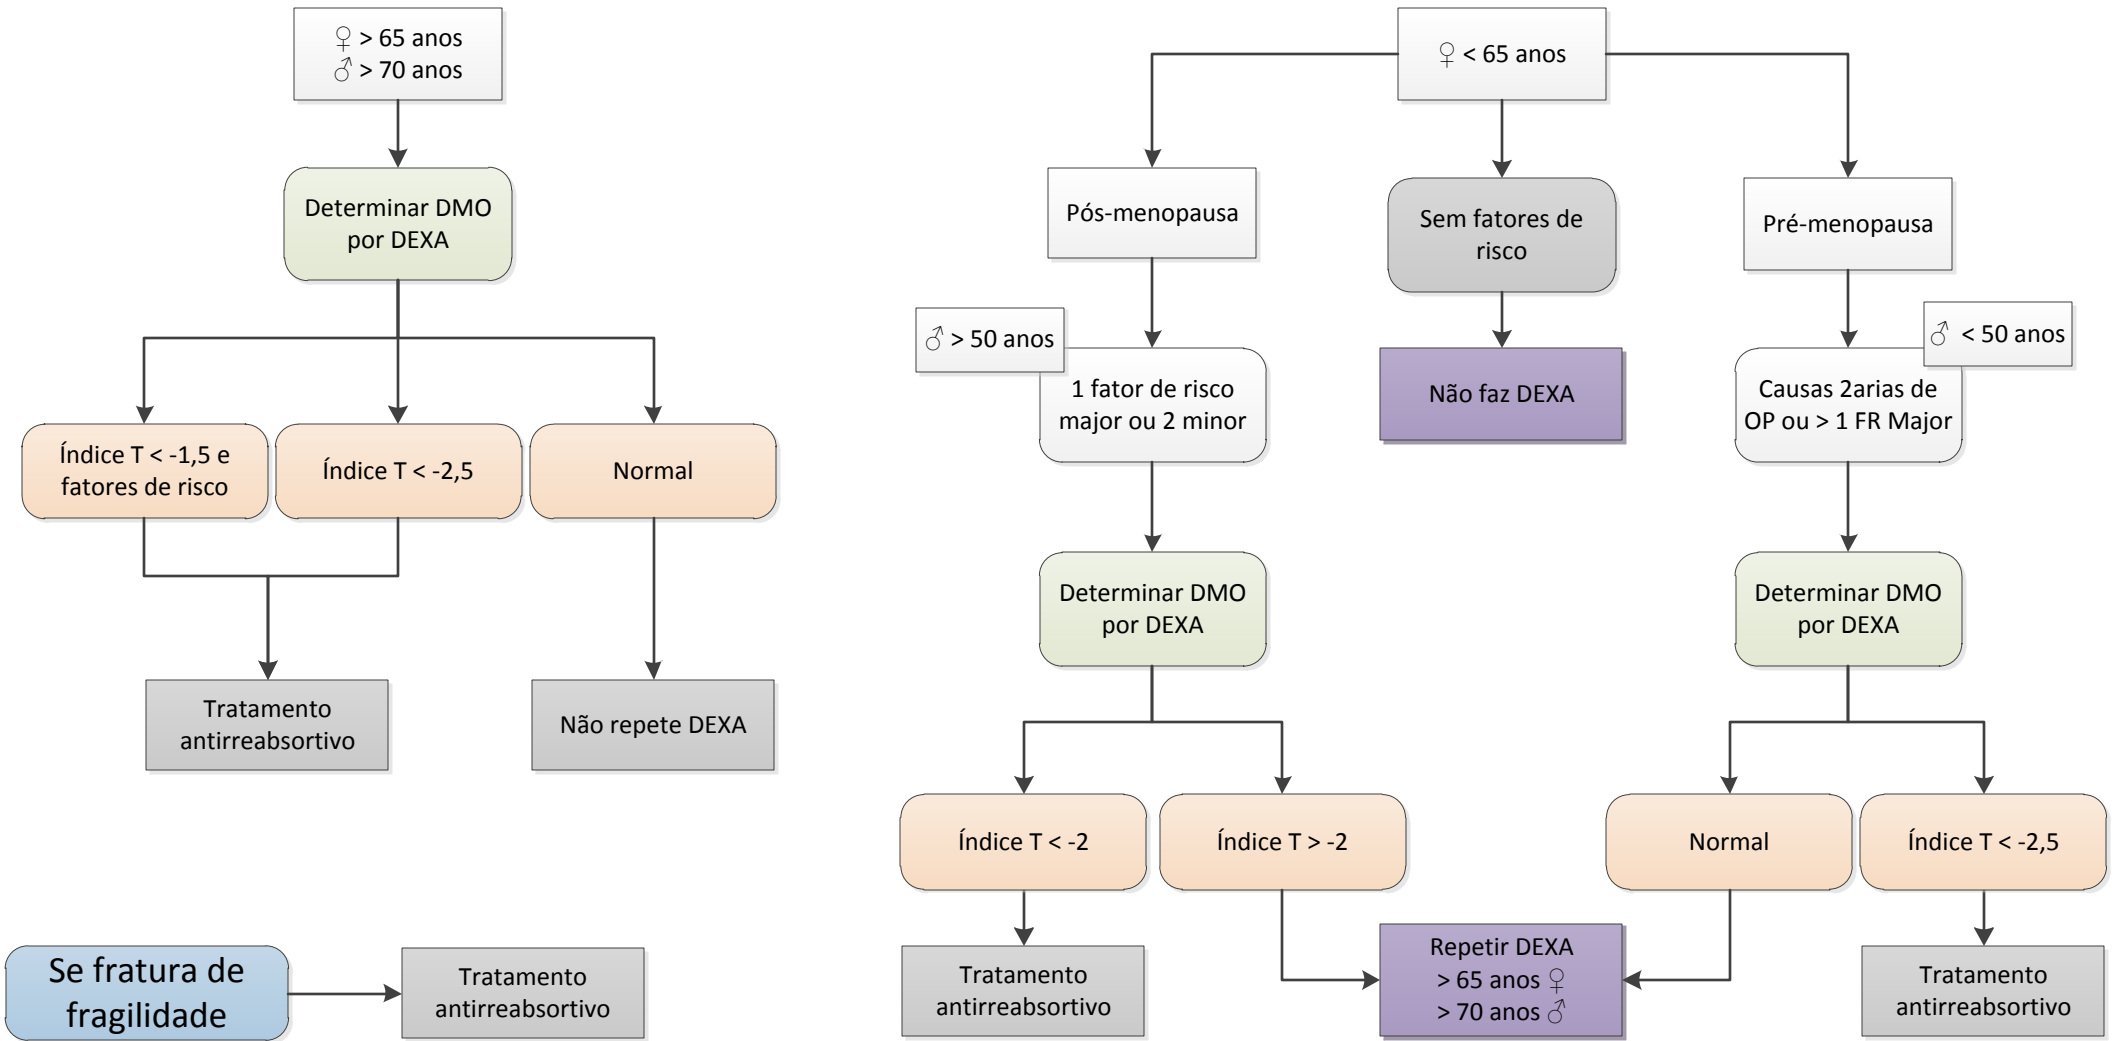 ♀ > 65 anos
♂ > 70 anos
Determinar DMO
por DEXA
Índice T < -1,5 e
fatores de risco
Índice T < -2,5
Normal
Tratamento
antirreabsortivo
Não repete DEXA
Se fratura de
fragilidade
Tratamento
antirreabsortivo
♀ < 65 anos
Pós-menopausa
Sem fatores de
risco
Pré-menopausa
♂ > 50 anos
1 fator de risco
major ou 2 minor
Não faz DEXA
♂ < 50 anos
Causas 2arias de
OP ou > 1 FR Major
Determinar DMO
por DEXA
Determinar DMO
por DEXA
Índice T < -2
Índice T > -2
Normal
Índice T < -2,5
Tratamento
antirreabsortivo
Repetir DEXA
> 65 anos ♀
> 70 anos ♂
Tratamento
antirreabsortivo